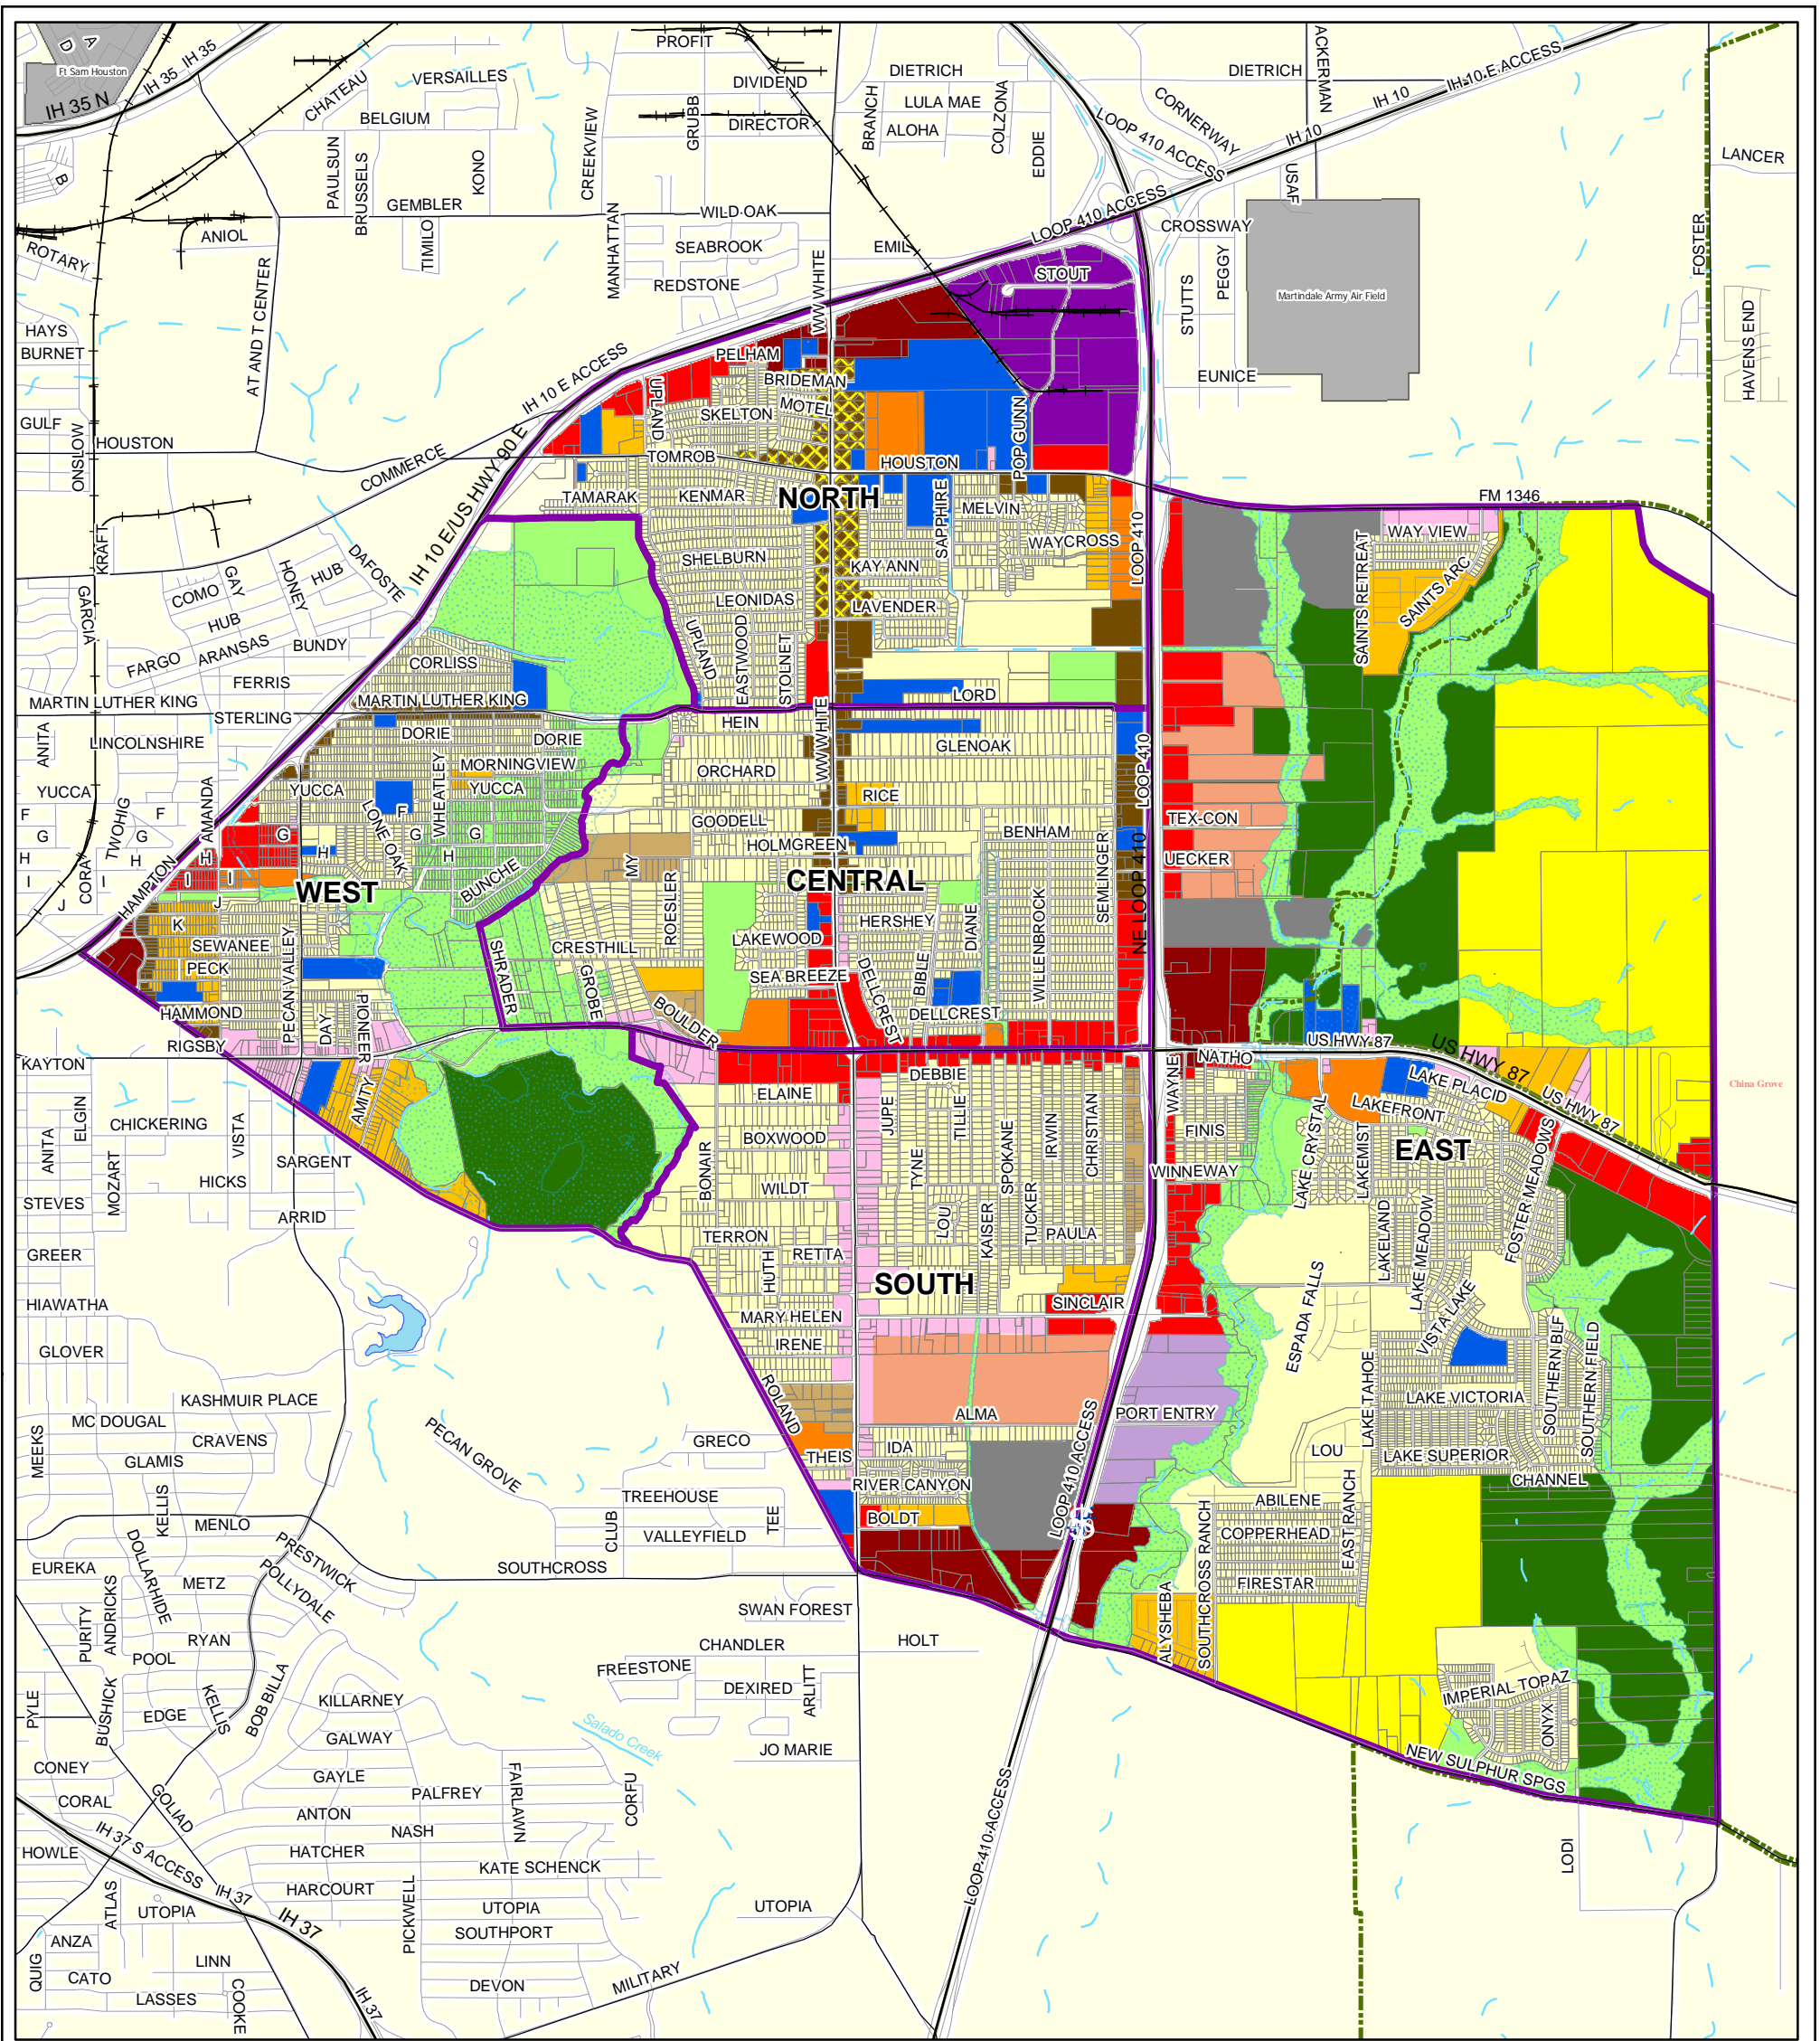 PROFIT
ACKERMAN
A
D
Ft Sam Houston
IH 35
IH 35
IH 35 N
CHATEAU
VERSAILLES
DIVIDEND
DIETRICH
DIETRICH
IH 10 E ACCESS
IH 10
BELGIUM
GRUBB
DIRECTOR
BRANCH
LULA MAE
ALOHA
COLZONA
EDDIE
CORNERWAY
LOOP 410 ACCESS
IH 10
LANCER
B
PAULSUN
BRUSSELS
KONO
CREEKVIEW
USAF
GEMBLER
WILD OAK
LOOP 410 ACCESS
ROTARY
ANIOL
TIMILO
MANHATTAN
SEABROOK
EMIL
CROSSWAY
PEGGY
FOSTER
REDSTONE
STOUT
Martindale Army Air Field
HAYS
BURNET
AT AND T CENTER
WW WHITE
STUTTS
HAVENS END
IH 10 E ACCESS
PELHAM
BRIDEMAN
EUNICE
GULF
ONSLOW
HOUSTON
UPLAND
SKELTON
MOTEL
POP GUNN
COMMERCE
IH 10 E/US HWY 90 E
TOMROB
HOUSTON
TAMARAK
KENMAR
NORTH
SAPPHIRE
MELVIN
FM 1346
KRAFT
WAYCROSS
LOOP 410
WAY VIEW
SAINTS RETREAT
SAINTS ARC
DAFOSTE
HUB
HONEY
GAY
COMO
SHELBURN
KAY ANN
GARCIA
HUB
LEONIDAS
LAVENDER
FARGO
ARANSAS
BUNDY
UPLAND
EASTWOOD
STOLNET
CORLISS
FERRIS
MARTIN LUTHER KING
MARTIN LUTHER KING
LORD
STERLING
HEIN
WW WHITE
ANITA
LINCOLNSHIRE
DORIE
DORIE
GLENOAK
MORNINGVIEW
ORCHARD
LOOP 410
NE LOOP 410
YUCCA
YUCCA
YUCCA
RICE
F
G
H
I
J
CORA
TWOHIG
F
G
H
I
AMANDA
H
I
J
G
I
H
LONE OAK
F
G
WHEATLEY
G
H
BUNCHE
GOODELL
BENHAM
TEX-CON
HOLMGREEN
MY
UECKER
HAMPTON
WEST
CENTRAL
ROESLER
SEMLINGER
K
HERSHEY
DIANE
WILLENBROCK
SEWANEE
PECAN VALLEY
CRESTHILL
LAKEWOOD
PECK
SHRADER
GROBE
SEA BREEZE
DELLCREST
BIBLE
HAMMOND
DAY
PIONEER
BOULDER
DELLCREST
RIGSBY
US HWY 87
US HWY 87
KAYTON
NATHO
AMITY
DEBBIE
LAKE PLACID
US HWY 87
China Grove
ELGIN
ELAINE
WAYNE
LAKEFRONT
CHICKERING
VISTA
JUPE
TILLIE
IRWIN
CHRISTIAN
FINIS
LAKE CRYSTAL
LAKEMIST
EAST
FOSTER MEADOWS
ANITA
BOXWOOD
SPOKANE
MOZART
SARGENT
BONAIR
TYNE
WINNEWAY
HICKS
WILDT
STEVES
ARRID
LOU
KAISER
TUCKER
LAKELAND
LAKE MEADOW
GREER
TERRON
RETTA
PAULA
HUTH
SOUTH
HIAWATHA
MARY HELEN
SINCLAIR
ESPADA FALLS
VISTA LAKE
GLOVER
IRENE
LAKE TAHOE
SOUTHERN BLF
SOUTHERN FIELD
ROLAND
KASHMUIR PLACE
LAKE VICTORIA
MC DOUGAL
ALMA
PORT ENTRY
MEEKS
CRAVENS
PECAN GROVE
GRECO
IDA
LOU
LAKE SUPERIOR
GLAMIS
THEIS
LOOP 410 ACCESS
CHANNEL
RIVER CANYON
KELLIS
TREEHOUSE
TEE
ABILENE
EAST RANCH
MENLO
CLUB
VALLEYFIELD
BOLDT
COPPERHEAD
SOUTHCROSS RANCH
DOLLARHIDE
PRESTWICK
EUREKA
SOUTHCROSS
METZ
POLLYDALE
FIRESTAR
PURITY
ANDRICKS
SWAN FOREST
ALYSHEBA
RYAN
CHANDLER
HOLT
POOL
FREESTONE
PYLE
BUSHICK
KELLIS
BOB BILLA
KILLARNEY
DEXIRED
ARLITT
IMPERIAL TOPAZ
EDGE
Salado Creek
ONYX
GALWAY
JO MARIE
NEW SULPHUR SPGS
CONEY
GAYLE
FAIRLAWN
CORFU
CORAL
GOLIAD
PALFREY
ANTON
IH 37 S ACCESS
NASH
HOWLE
HATCHER
KATE SCHENCK
LODI
LOOP 410 ACCESS
ATLAS
IH 37
HARCOURT
PICKWELL
UTOPIA
IH 37
UTOPIA
UTOPIA
SOUTHPORT
ANZA
QUIG
LINN
CATO
COOKE
DEVON
MILITARY
LASSES
IH 37